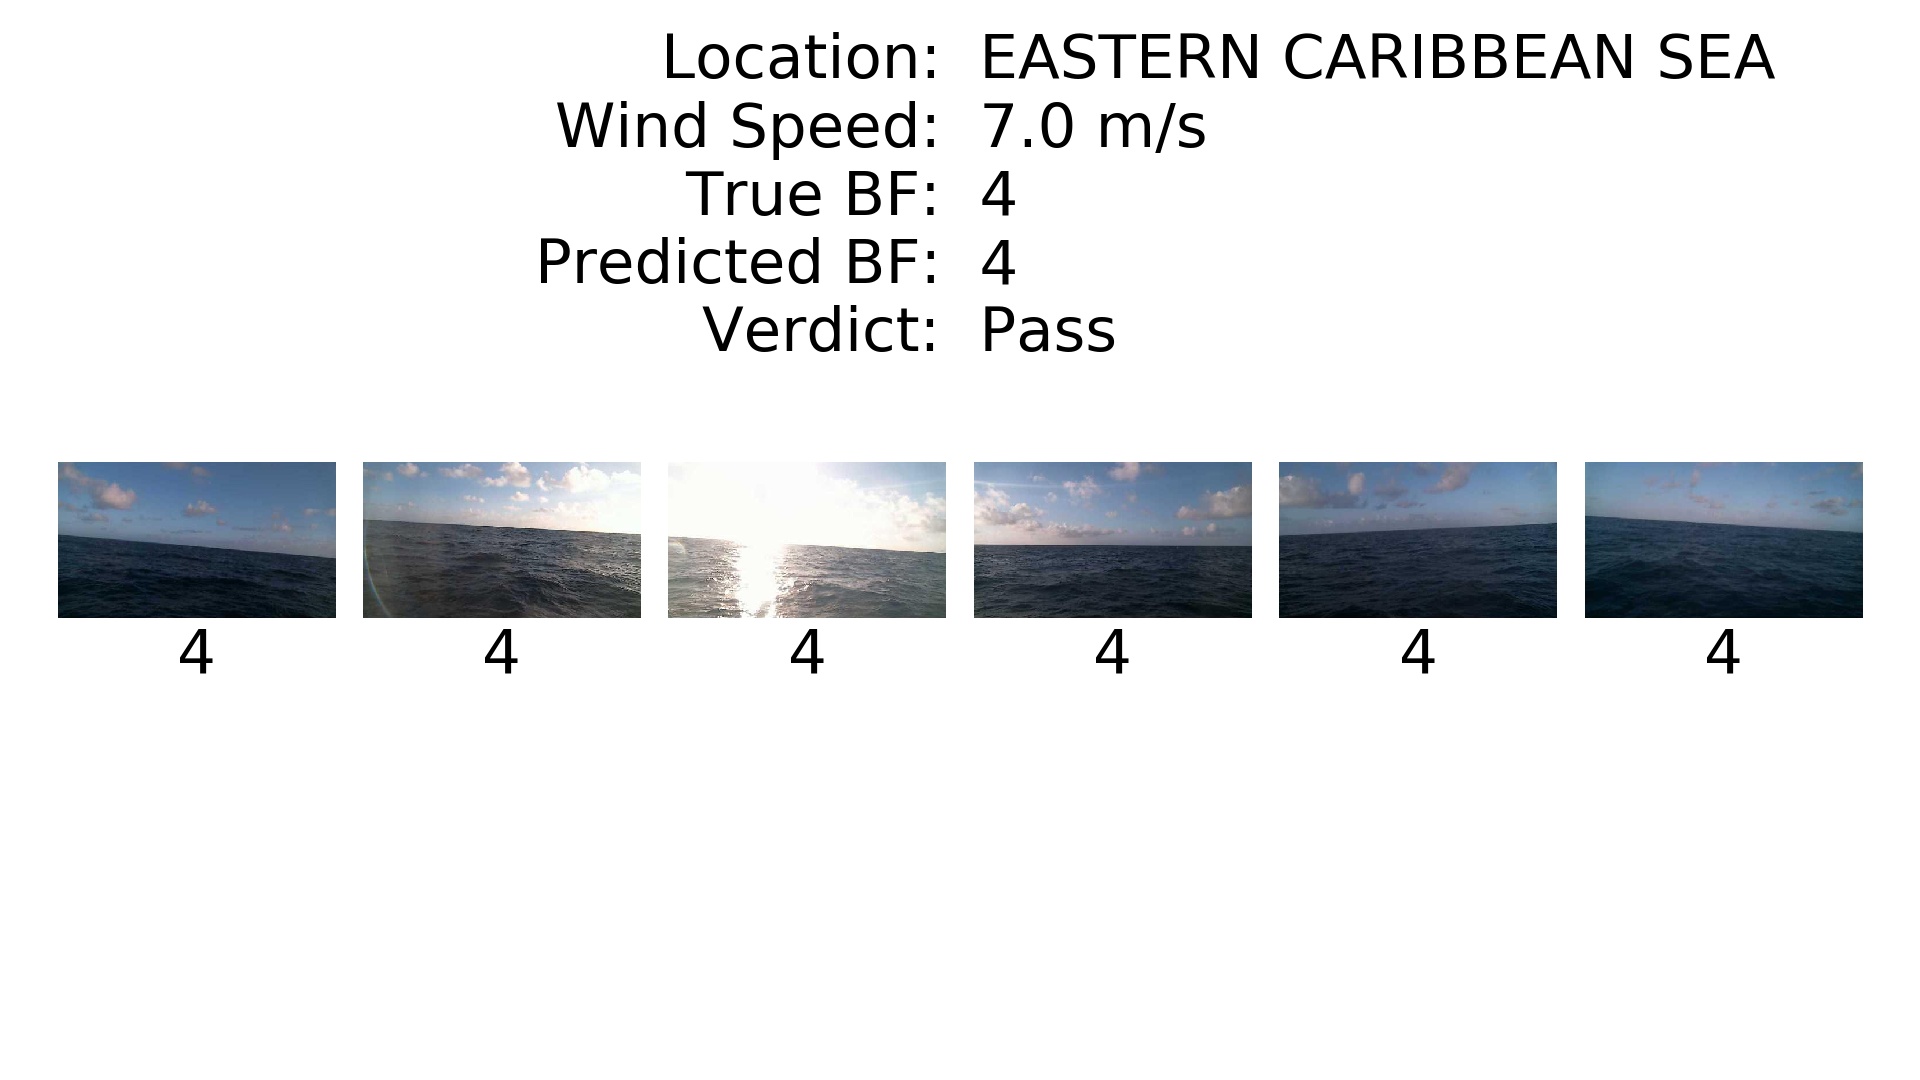 Location: EASTERN CARIBBEAN SEA
Wind Speed: 7.0 m/s
True BF: 4
Predicted BF: 4
Verdict: Pass
4 4 4 4 4 4